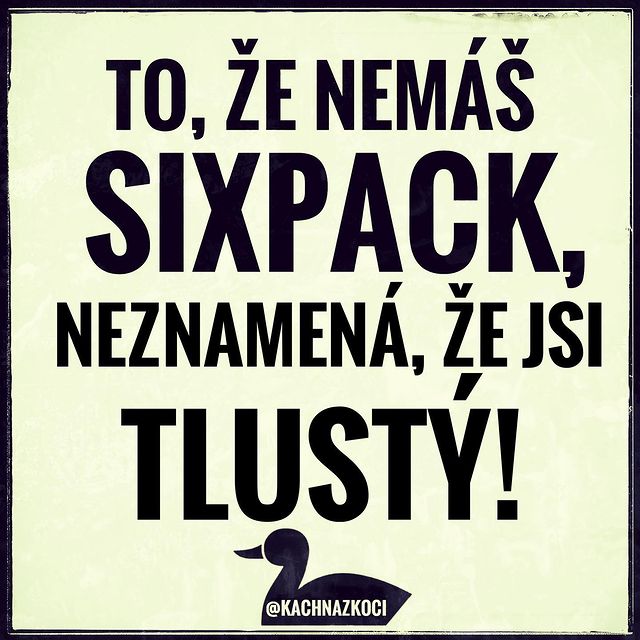 TO, ŽE NEMÁŠ
SIXPACK,
NEZNAMENÁ, ŽE JSI
TLUSTÝ!
@KACHNAZKOCI